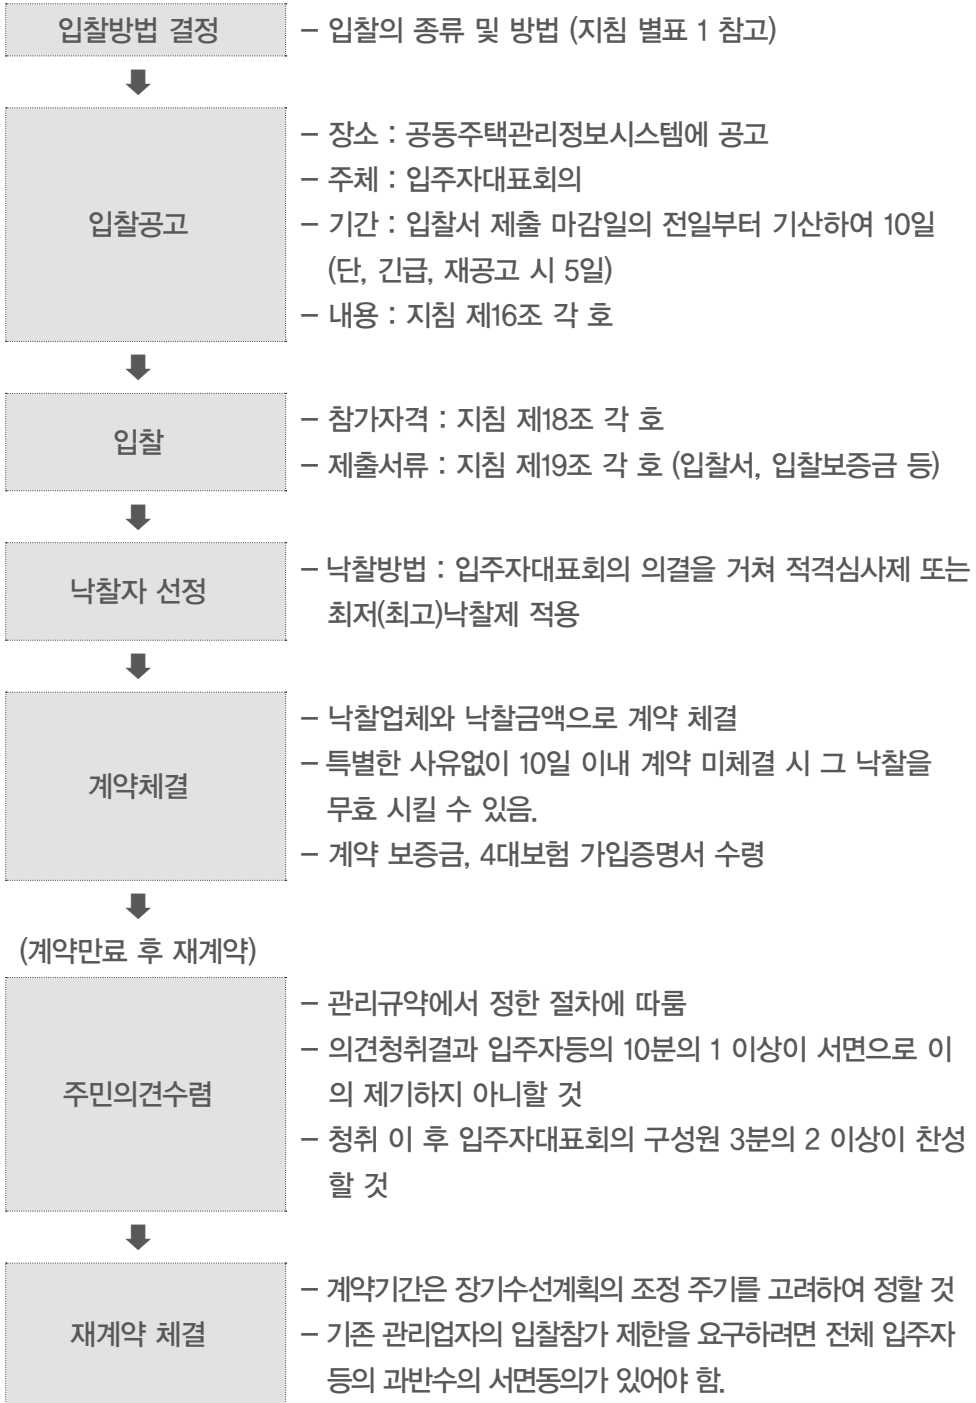 입찰방법 결정
– 입찰의 종류 및 방법 (지침 별표 1 참고)
입찰공고
– 장소 : 공동주택관리정보시스템에 공고
– 주체 : 입주자대표회의
– 기간 : 입찰서 제출 마감일의 전일부터 기산하여 10일
(단, 긴급, 재공고 시 5일)
– 내용 : 지침 제16조 각 호
입찰
– 참가자격 : 지침 제18조 각 호
– 제출서류 : 지침 제19조 각 호 (입찰서, 입찰보증금 등)
낙찰자 선정
– 낙찰방법 : 입주자대표회의 의결을 거쳐 적격심사제 또는
최저(최고)낙찰제 적용
계약체결
– 낙찰업체와 낙찰금액으로 계약 체결
– 특별한 사유없이 10일 이내 계약 미체결 시 그 낙찰을
무효 시킬 수 있음.
– 계약 보증금, 4대보험 가입증명서 수령
(계약만료 후 재계약)
주민의견수렴
– 관리규약에서 정한 절차에 따름
– 의견청취결과 입주자등의 10분의 1 이상이 서면으로 이
의 제기하지 아니할 것
– 청취 이 후 입주자대표회의 구성원 3분의 2 이상이 찬성
할 것
재계약 체결
– 계약기간은 장기수선계획의 조정 주기를 고려하여 정할 것
– 기존 관리업자의 입찰참가 제한을 요구하려면 전체 입주자
등의 과반수의 서면동의가 있어야 함.